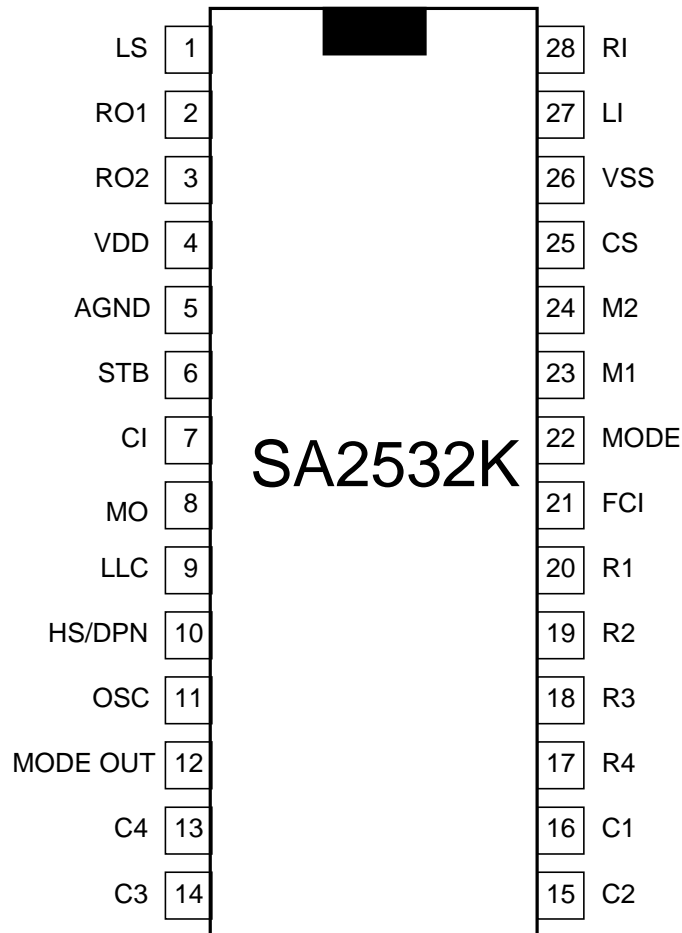 LS 1 28 RI
RO1 2 27 LI
RO2 3 26 VSS
VDD 4 25 CS
AGND 5 24 M2
STB 6 23 M1
CI 7 22 MODE
SA2532K
MO 8 21 FCI
LLC 9 20 R1
HS/DPN 10 19 R2
OSC 11 18 R3
MODE OUT 12 17 R4
C4 13 16 C1
C3 14 15 C2